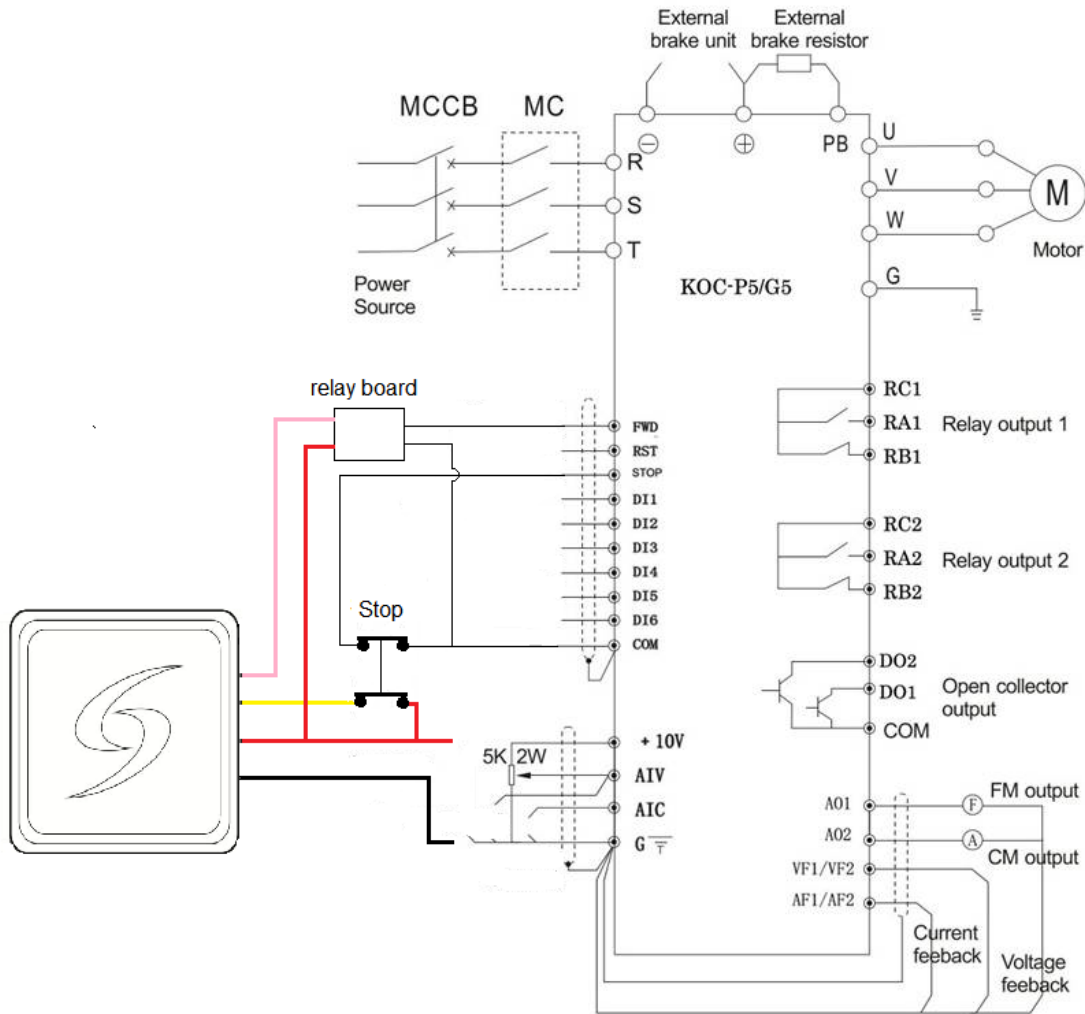 External
brake unit
External
brake resistor
MCCB
MC
R
S
T
PB
U
V
W
G
M
Motor
Power
Source
KOC-P5/G5
relay board
FWD
RST
STOP
DI1
DI2
DI3
DI4
DI5
DI6
COM
Stop
RC1
RA1
RB1
Relay output 1
RC2
RA2
RB2
Relay output 2
DO2
DO1
COM
Open collector
output
+10V
5K 2W
AIV
AIC
G
AO1
F
FM output
AO2
A
CM output
VF1/VF2
AF1/AF2
Current
feeback
Voltage
feeback